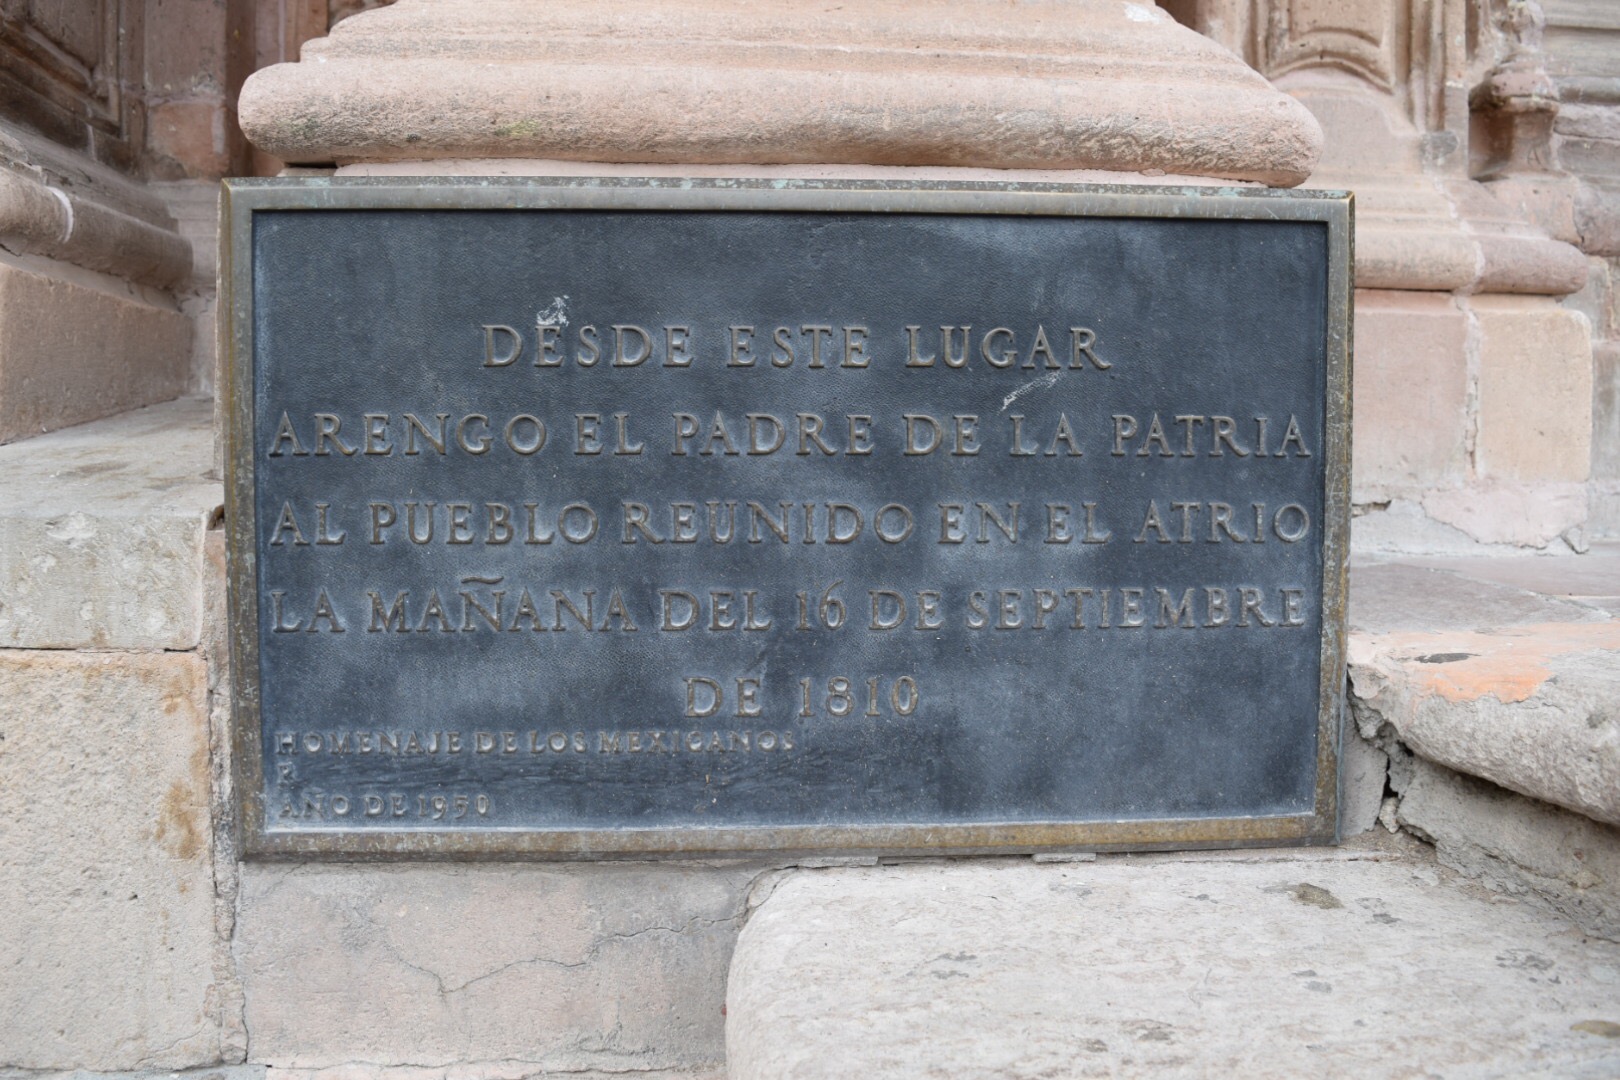 DESDE ESTE LUGAR
ARENGO EL PADRE DE LA PATRIA
AL PUEBLO REUNIDO EN EL ATRIO
LA MAÑANA DEL 16 DE SEPTIEMBRE
DE 1810
HOMENAJE DE LOS MEXICANOS
AÑO DE 1950